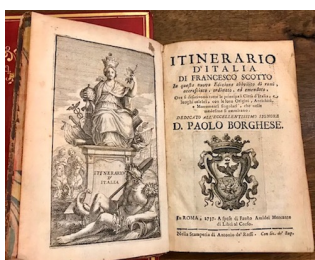 ITINERARIO
D'ITALIA
ITINERARIO
D'ITALIA
DI FRANCESCO SCOTTO
In questa nuova Edizione abbellito di rami,
accresciuto, ordinato, ed emendato,
Ove si descrivono tutte le principali Città d'Italia, e
luoghi celebri, con le loro Origini, Antichità,
e Monumenti singolari, che nelle
medesime si ammirano.
DEDICATO ALL'ECCELLENTISSIMO SIGNORE
D. PAOLO BORGHESE.
In ROMA, 1737. A spese di Fausto Amidei Mercante
di Libri al Corso.
Nella Stamperia di Antonio de' Rossi. Con lic. de' Sup.